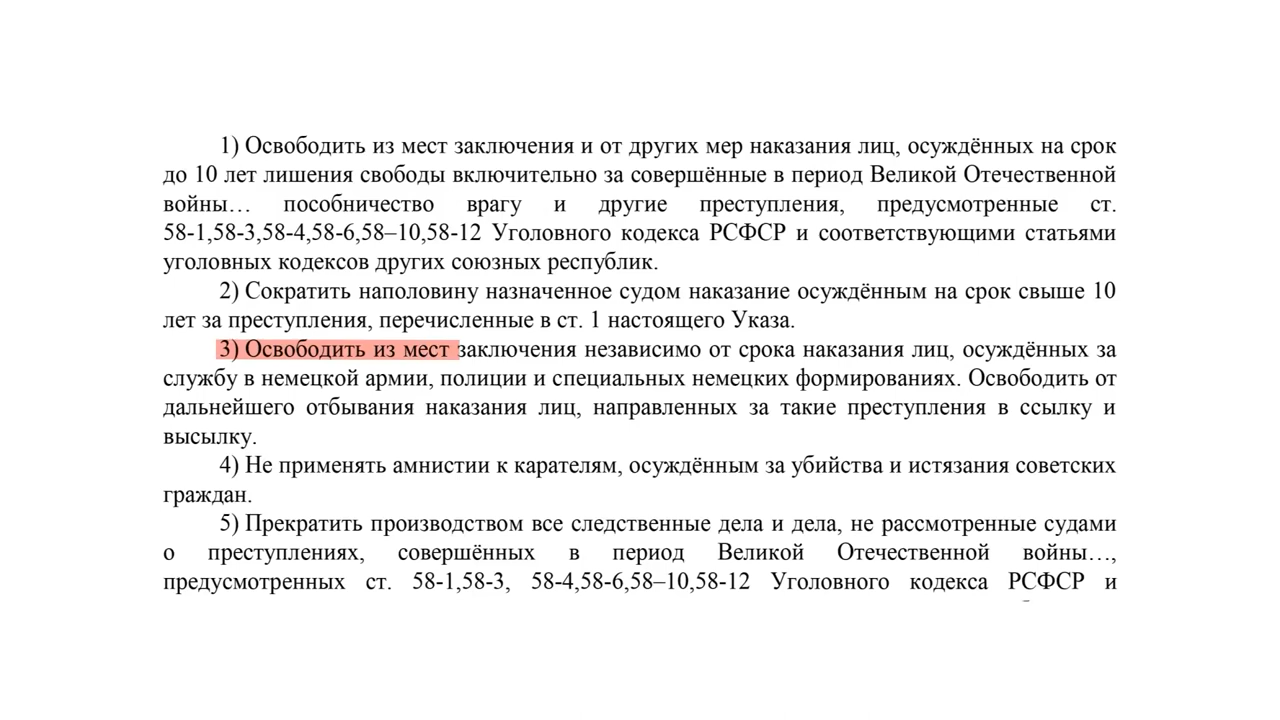 1) Освободить из мест заключения и от других мер наказания лиц, осуждённых на срок
до 10 лет лишения свободы включительно за совершённые в период Великой Отечественной
войны… пособничество врагу и другие преступления, предусмотренные ст.
58-1,58-3,58-4,58-6,58–10,58-12 Уголовного кодекса РСФСР и соответствующими статьями
уголовных кодексов других союзных республик.
2) Сократить наполовину назначенное судом наказание осуждённым на срок свыше 10
лет за преступления, перечисленные в ст. 1 настоящего Указа.
3) Освободить из мест заключения независимо от срока наказания лиц, осуждённых за
службу в немецкой армии, полиции и специальных немецких формированиях. Освободить от
дальнейшего отбывания наказания лиц, направленных за такие преступления в ссылку и
высылку.
4) Не применять амнистии к карателям, осуждённым за убийства и истязания советских
граждан.
5) Прекратить производством все следственные дела и дела, не рассмотренные судами
о преступлениях, совершённых в период Великой Отечественной войны…,
предусмотренных ст. 58-1,58-3, 58-4,58-6,58–10,58-12 Уголовного кодекса РСФСР и